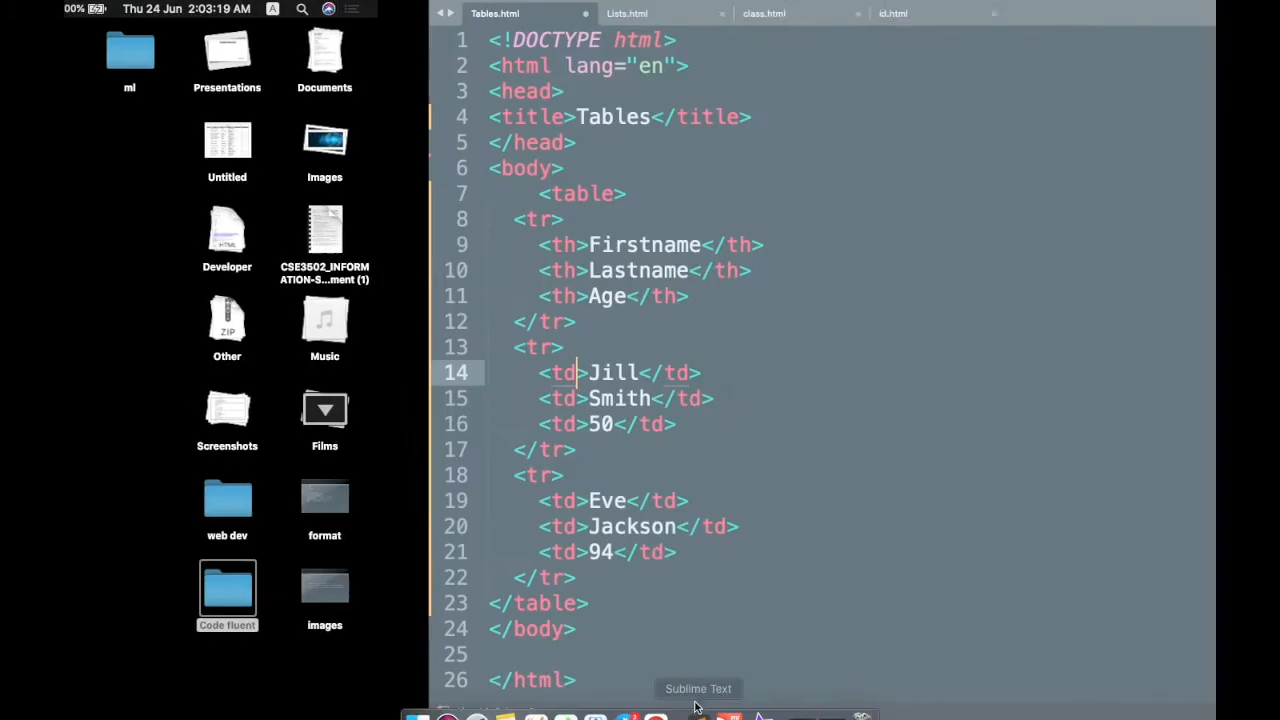 00% Thu 24 Jun 2:03:19 AM A
ml
Presentations
Documents
Untitled
Images
HTML
Developer
CSE3502_INFORM
ATION-S...ment (1)
ZIP
Other
Music
Screenshots
Films
web dev
format
Code fluent
images
Tables.html
Lists.html
class.html
id.html
1 <!DOCTYPE html>
2 <html lang="en">
3 <head>
4 <title>Tables</title>
5 </head>
6 <body>
7 <table>
8 <tr>
9 <th>Firstname</th>
10 <th>Lastname</th>
11 <th>Age</th>
12 </tr>
13 <tr>
14 <td>Jill</td>
15 <td>Smith</td>
16 <td>50</td>
17 </tr>
18 <tr>
19 <td>Eve</td>
20 <td>Jackson</td>
21 <td>94</td>
22 </tr>
23 </table>
24 </body>
25
26 </html>
Sublime Text